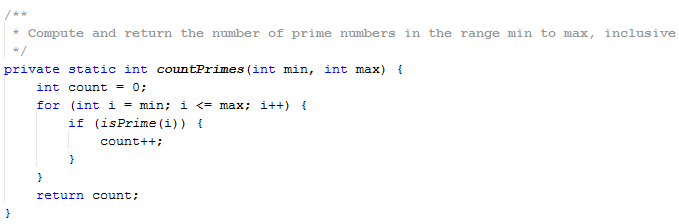 /**
 * Compute and return the number of prime numbers in the range min to max, inclusive
 */
private static int countPrimes(int min, int max) {
    int count = 0;
    for (int i = min; i <= max; i++) {
        if (isPrime(i)) {
            count++;
        }
    }
    return count;
}